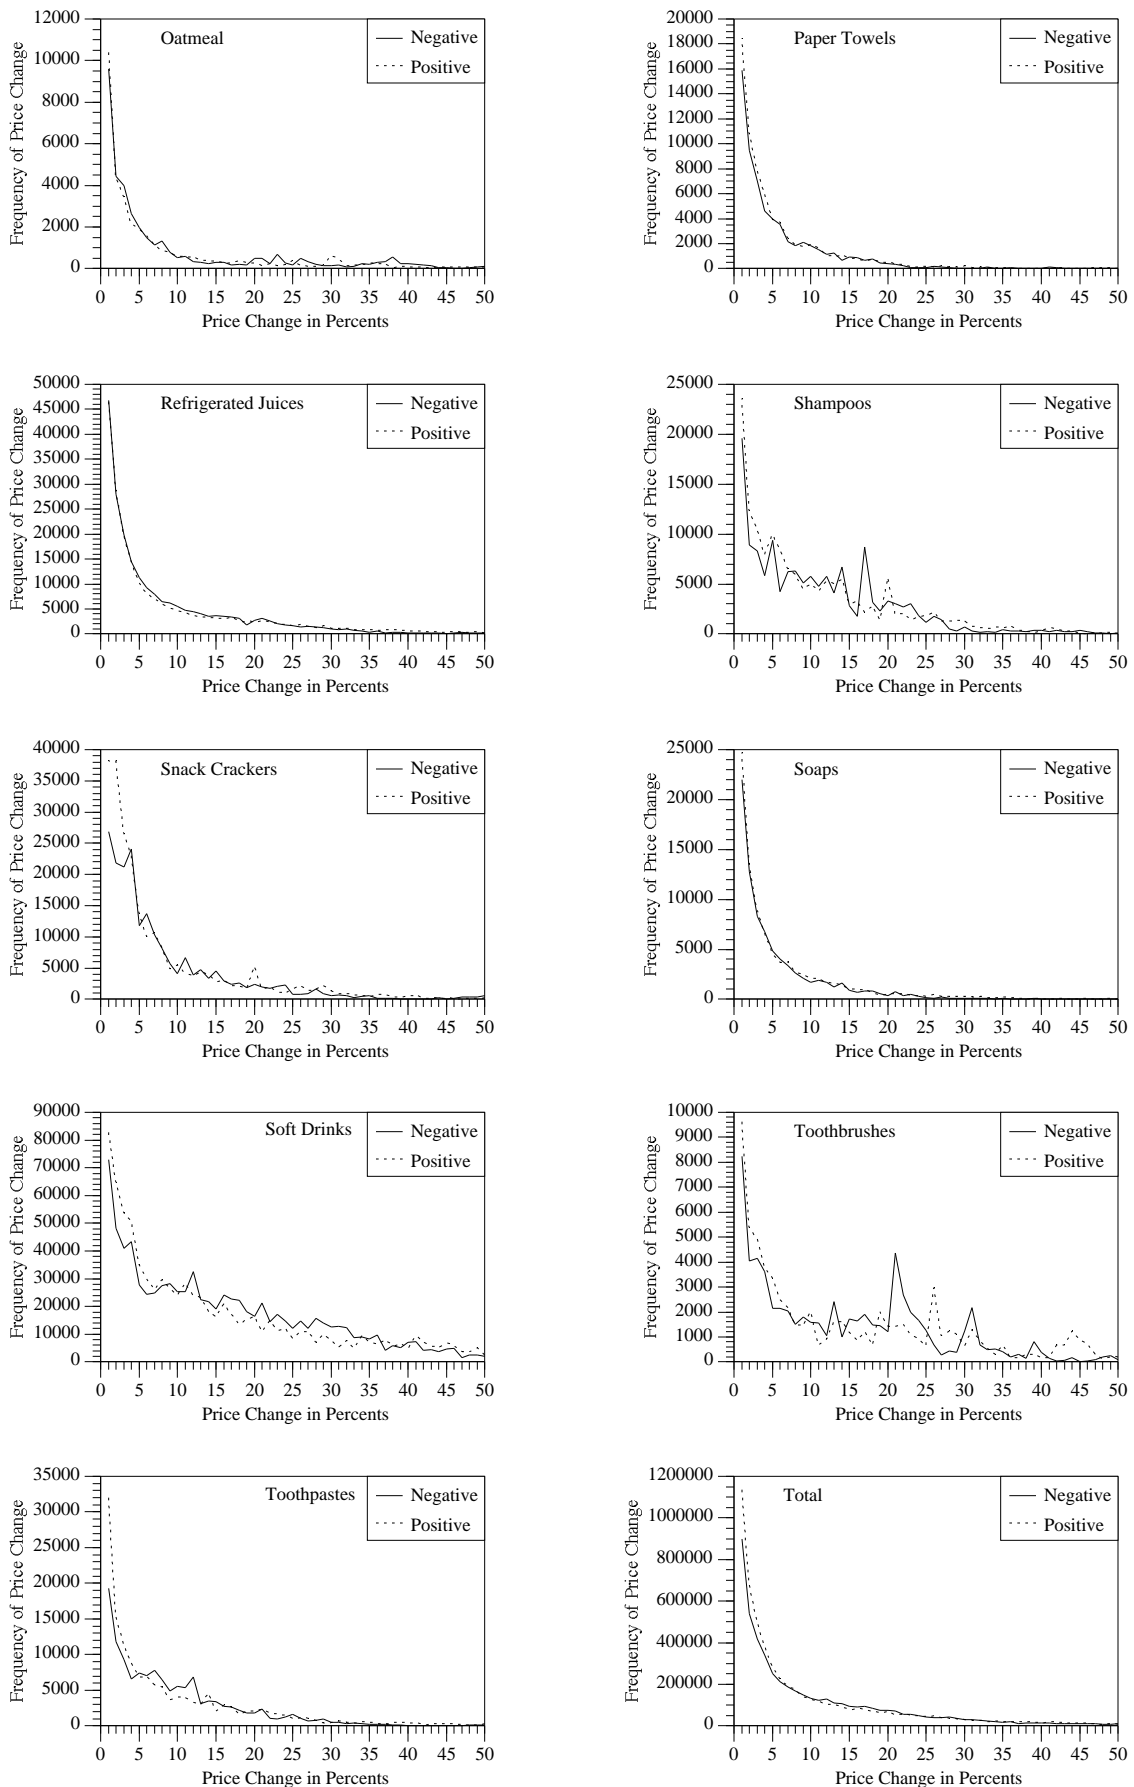 Oatmeal
Negative
Positive
12000
10000
8000
6000
4000
2000
0
Frequency of Price Change
0 5 10 15 20 25 30 35 40 45 50
Price Change in Percents
Paper Towels
Negative
Positive
20000
18000
16000
14000
12000
10000
8000
6000
4000
2000
0
Frequency of Price Change
0 5 10 15 20 25 30 35 40 45 50
Price Change in Percents
Refrigerated Juices
Negative
Positive
50000
45000
40000
35000
30000
25000
20000
15000
10000
5000
0
Frequency of Price Change
0 5 10 15 20 25 30 35 40 45 50
Price Change in Percents
Shampoos
Negative
Positive
25000
20000
15000
10000
5000
0
Frequency of Price Change
0 5 10 15 20 25 30 35 40 45 50
Price Change in Percents
Snack Crackers
Negative
Positive
40000
35000
30000
25000
20000
15000
10000
5000
0
Frequency of Price Change
0 5 10 15 20 25 30 35 40 45 50
Price Change in Percents
Soaps
Negative
Positive
25000
20000
15000
10000
5000
0
Frequency of Price Change
0 5 10 15 20 25 30 35 40 45 50
Price Change in Percents
Soft Drinks
Negative
Positive
90000
80000
70000
60000
50000
40000
30000
20000
10000
0
Frequency of Price Change
0 5 10 15 20 25 30 35 40 45 50
Price Change in Percents
Toothbrushes
Negative
Positive
10000
9000
8000
7000
6000
5000
4000
3000
2000
1000
0
Frequency of Price Change
0 5 10 15 20 25 30 35 40 45 50
Price Change in Percents
Toothpastes
Negative
Positive
35000
30000
25000
20000
15000
10000
5000
0
Frequency of Price Change
0 5 10 15 20 25 30 35 40 45 50
Price Change in Percents
Total
Negative
Positive
1200000
1000000
800000
600000
400000
200000
0
Frequency of Price Change
0 5 10 15 20 25 30 35 40 45 50
Price Change in Percents